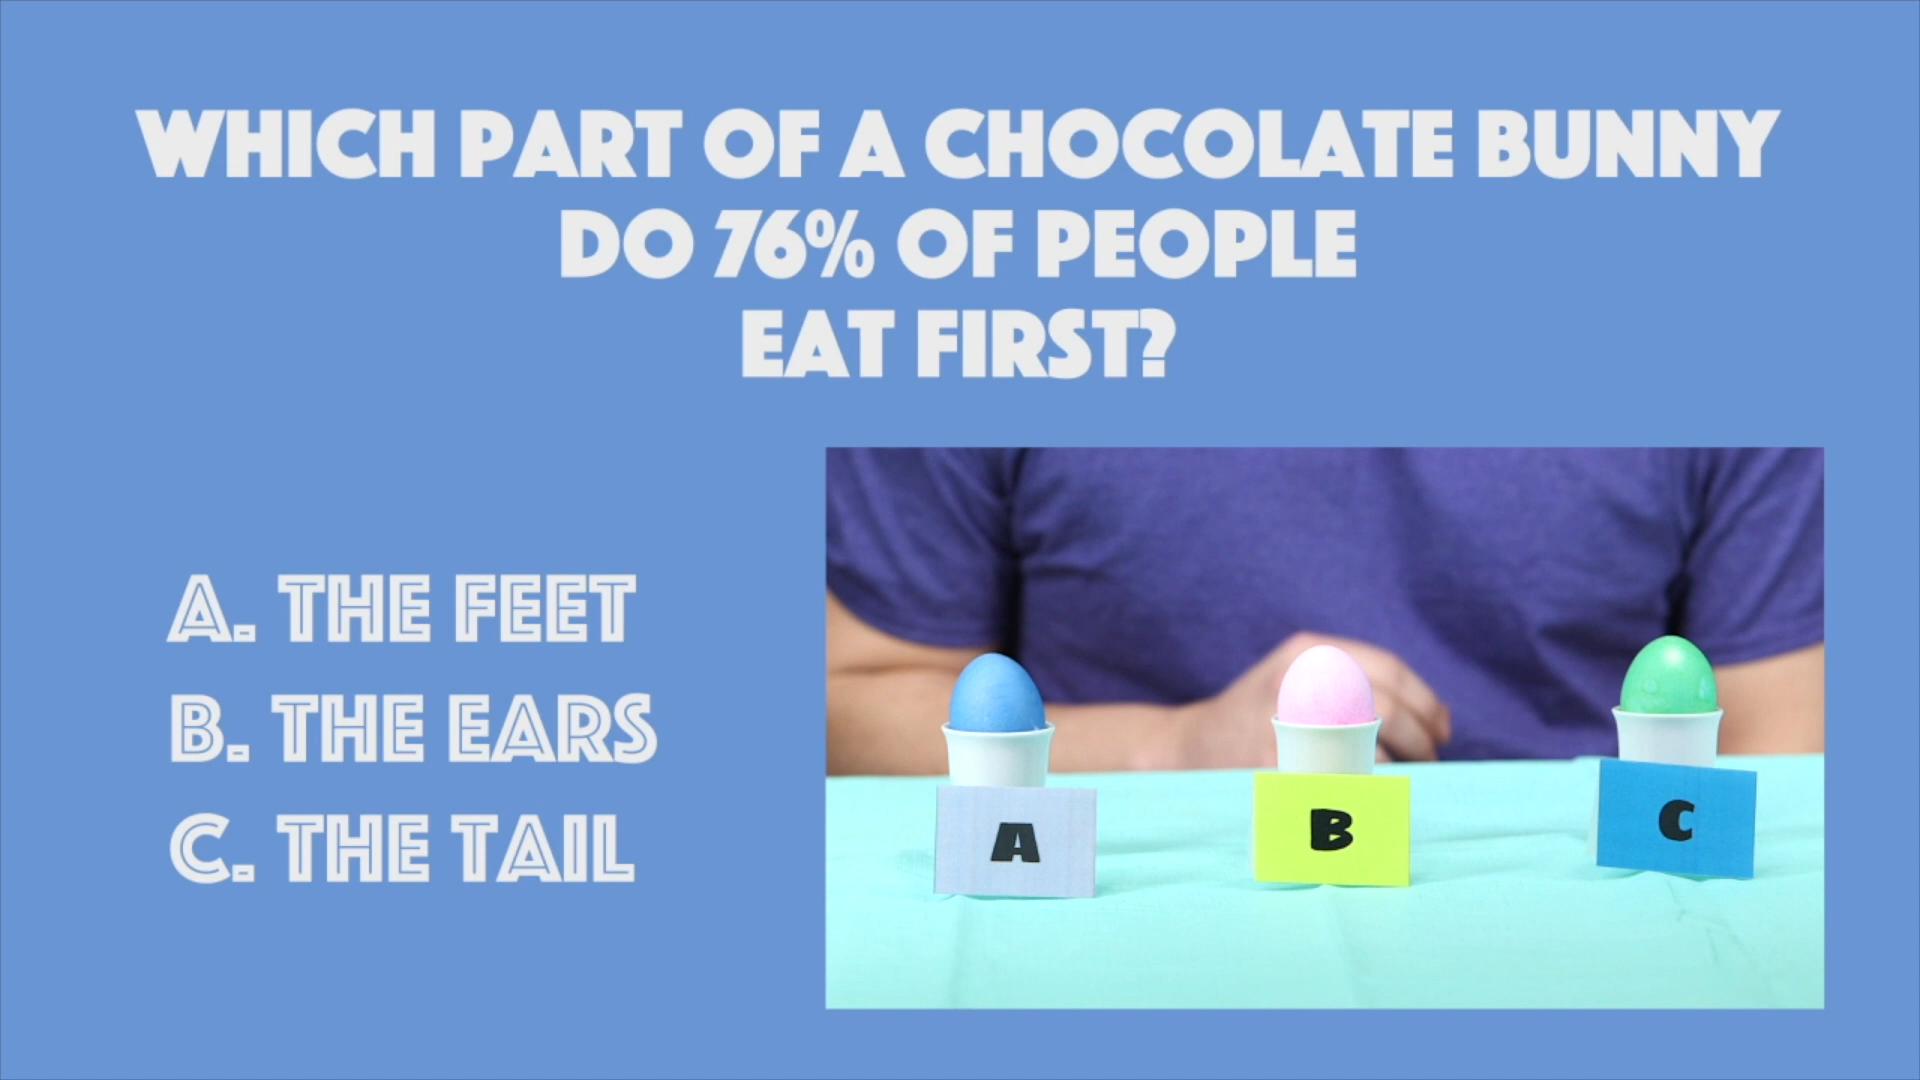 WHICH PART OF A CHOCOLATE BUNNY
DO 76% OF PEOPLE
EAT FIRST?
A. THE FEET
B. THE EARS
C. THE TAIL
A
B
C